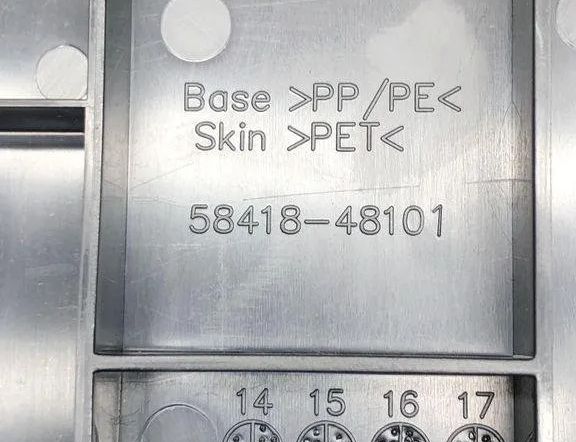 Base >PP/PE<
Skin >PET<
58418-48101
14 15 16 17